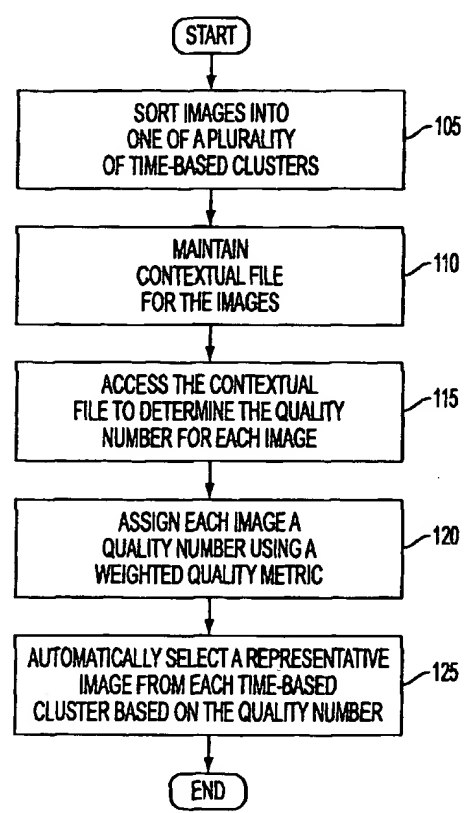 START
SORT IMAGES INTO
ONE OF A PLURALITY
OF TIME-BASED CLUSTERS
105
MAINTAIN
CONTEXTUAL FILE
FOR THE IMAGES
110
ACCESS THE CONTEXTUAL
FILE TO DETERMINE THE QUALITY
NUMBER FOR EACH IMAGE
115
ASSIGN EACH IMAGE A
QUALITY NUMBER USING A
WEIGHTED QUALITY METRIC
120
AUTOMATICALLY SELECT A REPRESENTATIVE
IMAGE FROM EACH TIME-BASED
CLUSTER BASED ON THE QUALITY NUMBER
125
END